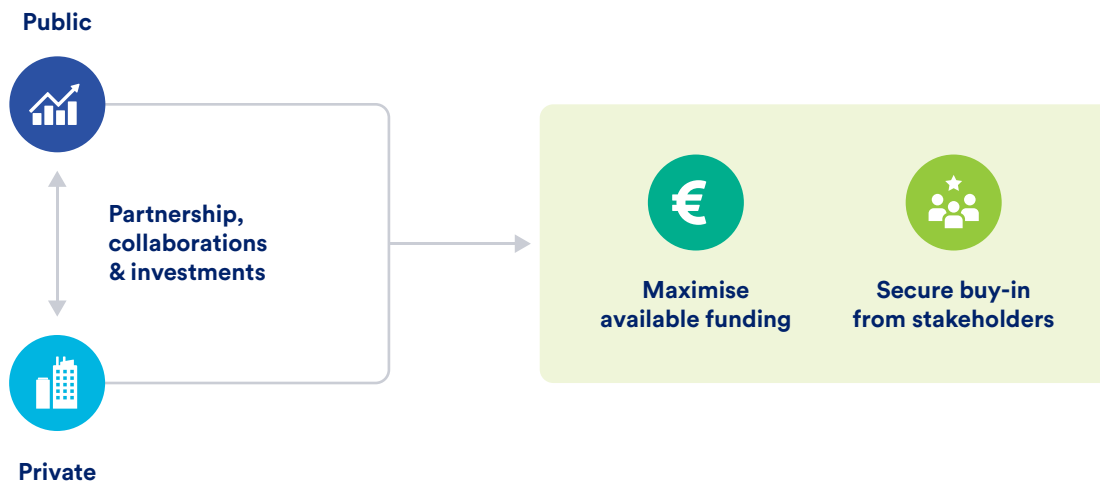 Public
Partnership,
collaborations
& investments
Private
€
Maximise
available funding
Secure buy-in
from stakeholders